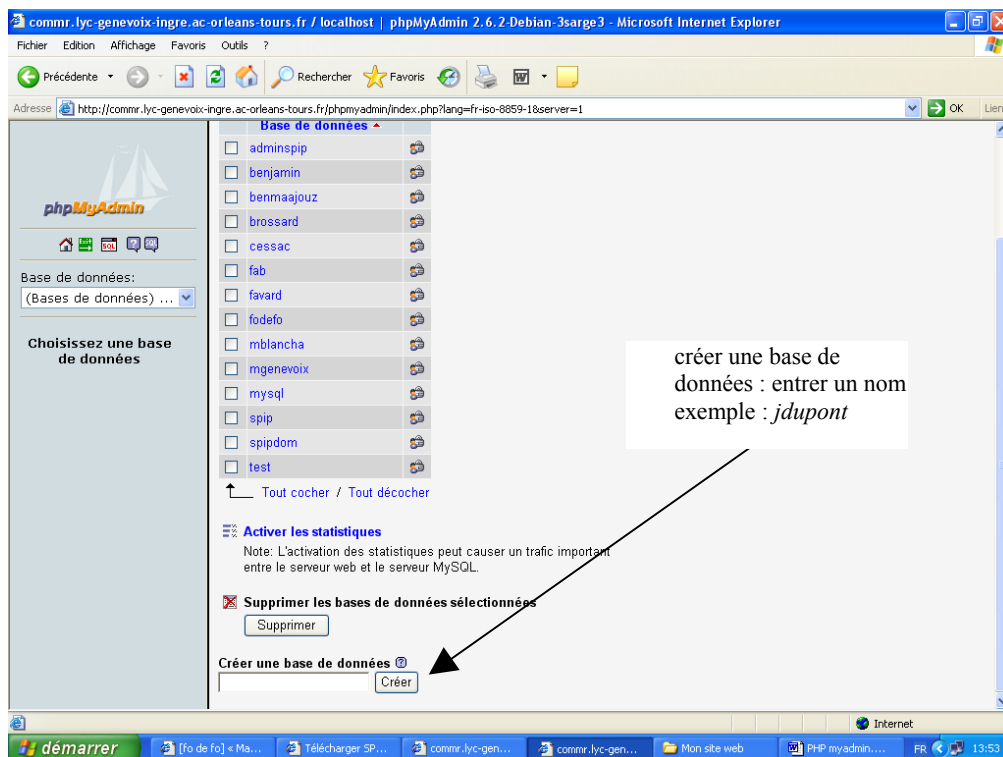 commr.lyc-genevoix-ingre.ac-orleans-tours.fr / localhost | phpMyAdmin 2.6.2-Debian-3sarge3 - Microsoft Internet Explorer
Fichier Edition Affichage Favoris Outils ?
Précédente Rechercher Favoris
Adresse http://commr.lyc-genevoix-ingre.ac-orleans-tours.fr/phpmyadmin/index.php?lang=fr-iso-8859-1&server=1 OK Lien
phpMyAdmin
SQL
Base de données:
(Bases de données) ...
Choisissez une base
de données
Base de données
adminspip
benjamin
benmaajouz
brossard
cessac
fab
favard
fodefo
mblancha
mgenevoix
mysql
spip
spipdom
test
Tout cocher / Tout décocher
Activer les statistiques
Note: L'activation des statistiques peut causer un trafic important
entre le serveur web et le serveur MySQL.
Supprimer les bases de données sélectionnées
Supprimer
Créer une base de données
Créer
créer une base de
données : entrer un nom
exemple : jdupont
Internet
démarrer [fo de fo] « Ma... Télécharger SP... commr.lyc-gen... commr.lyc-gen... Mon site web PHP myadmin.... FR 13:53